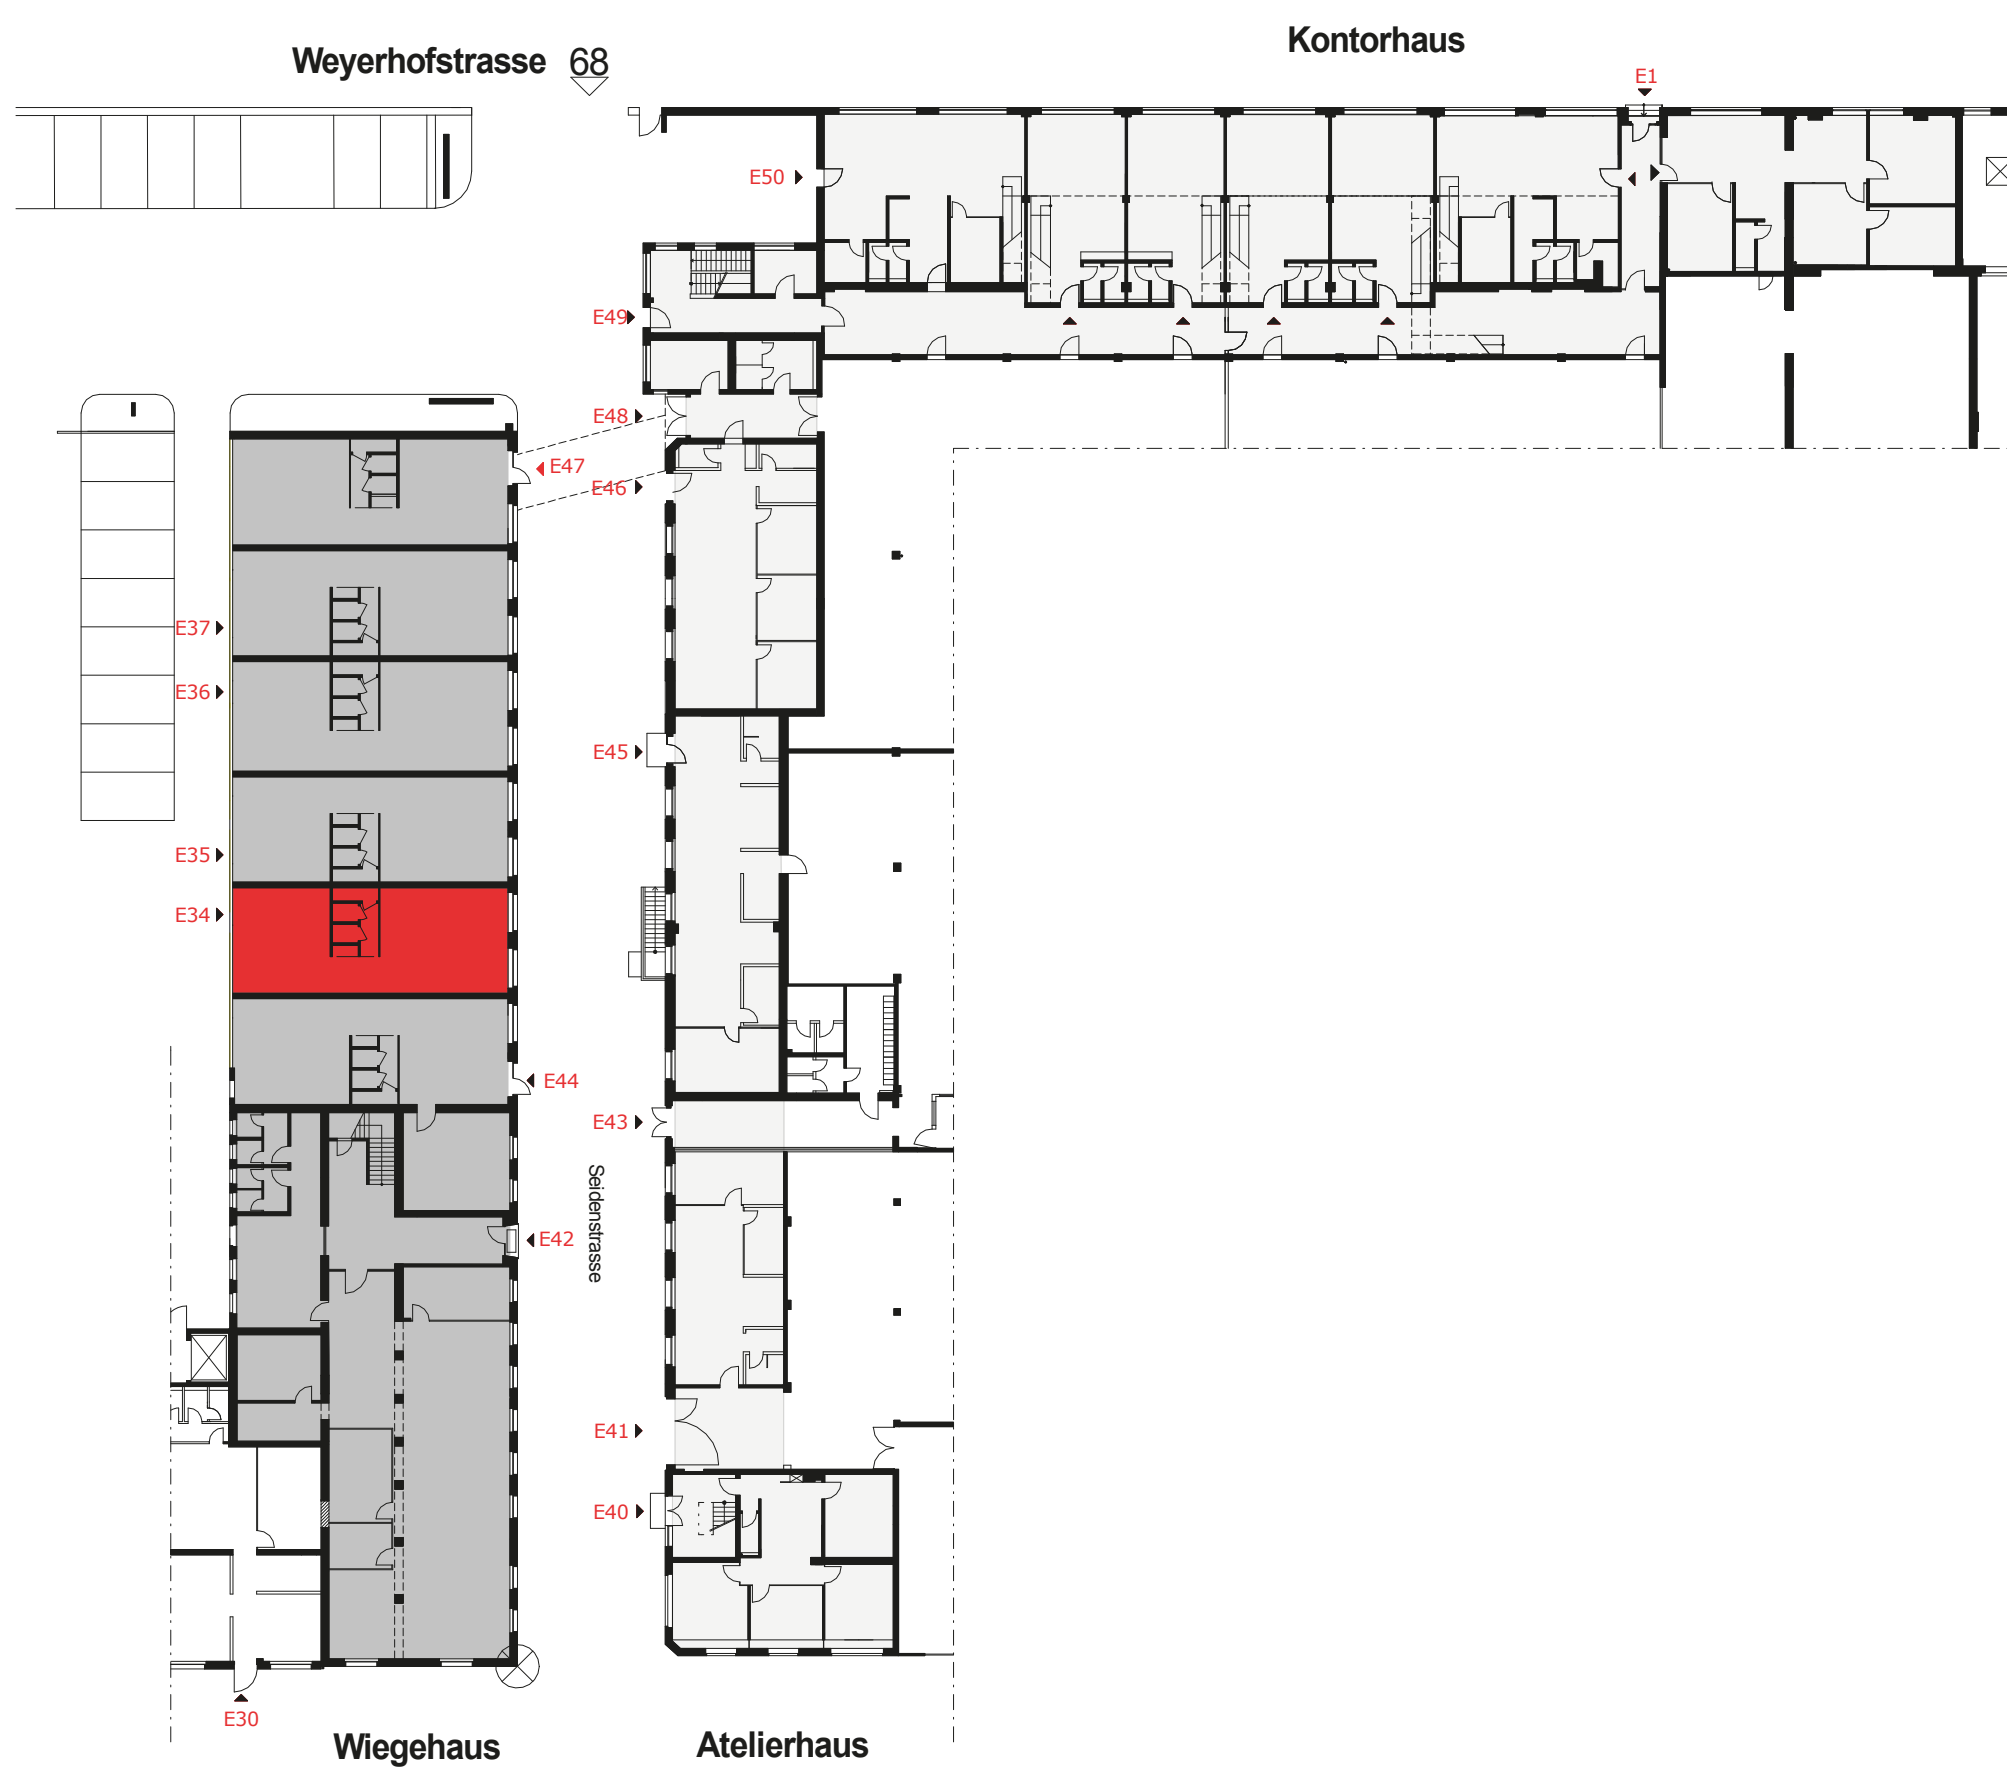 Kontorhaus
Weyerhofstrasse 68
E1
E50
E49
E48
E47
E46
E37
E36
E45
E35
E34
E44
E43
Seidenstrasse
E42
E41
E40
E30
Wiegehaus
Atelierhaus